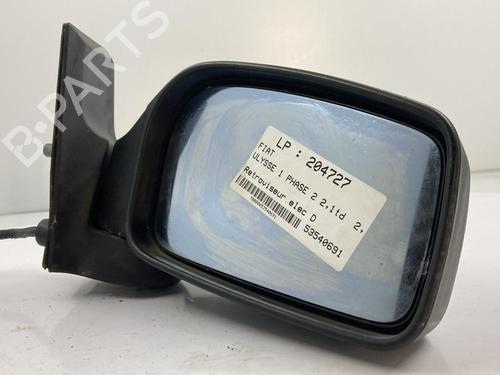 B-PARTS
LP : 204727
FIAT
ULYSSE 1 PHASE 2 2,1td 2,
Retroviseur elec D
53540691